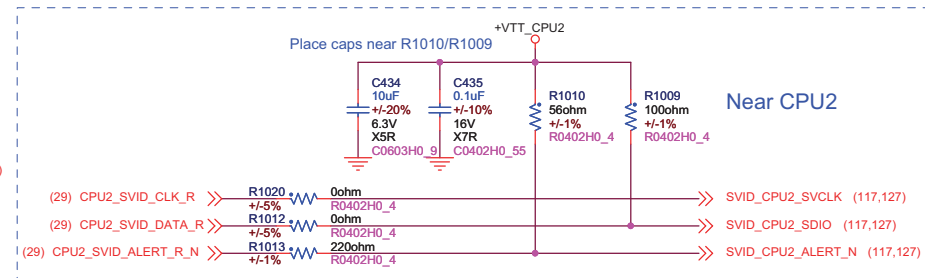 +VTT_CPU2
Place caps near R1010/R1009
C434
10uF
+/-20%
6.3V
X5R
C0603H0_9
C435
0.1uF
+/-10%
16V
X7R
C0402H0_55
R1010
56ohm
+/-1%
R0402H0_4
R1009
100ohm
+/-1%
R0402H0_4
Near CPU2
)
(29) CPU2_SVID_CLK_R
R1020
+/-5%
0ohm
R0402H0_4
SVID_CPU2_SVCLK (117,127)
(29) CPU2_SVID_DATA_R
R1012
+/-5%
0ohm
R0402H0_4
SVID_CPU2_SDIO (117,127)
(29) CPU2_SVID_ALERT_R_N
R1013
+/-1%
220ohm
R0402H0_4
SVID_CPU2_ALERT_N (117,127)